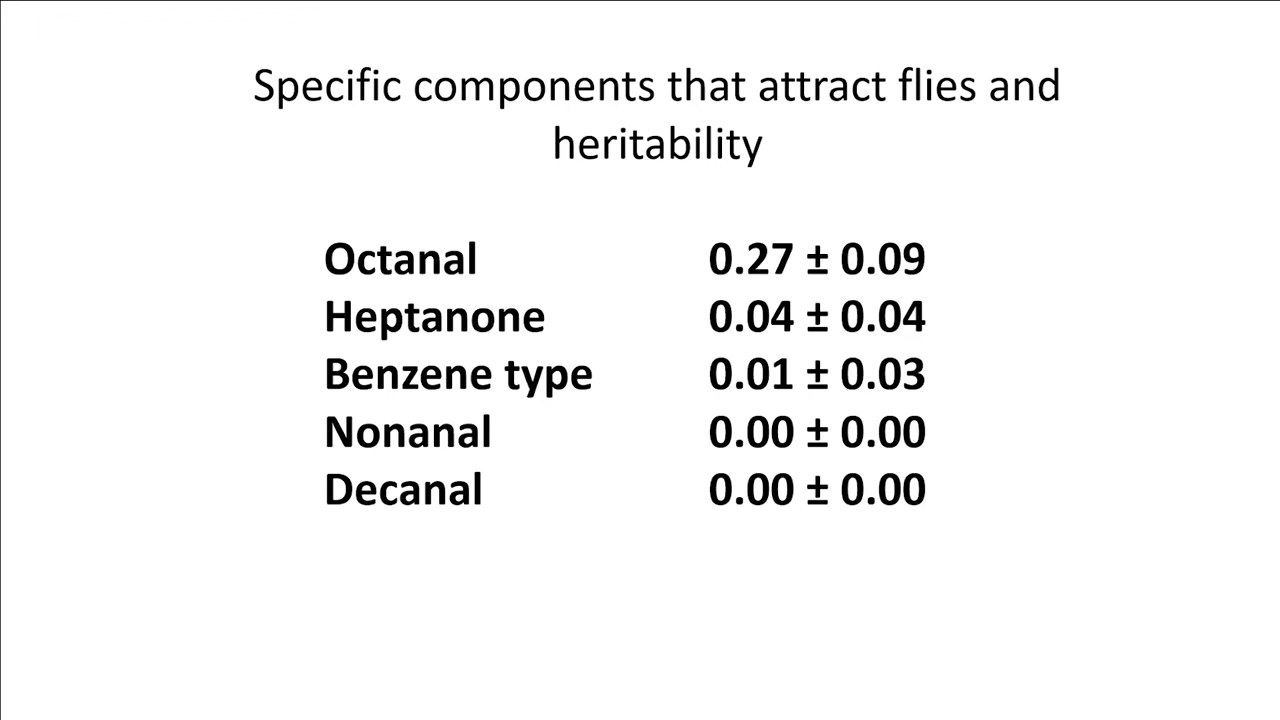 Specific components that attract flies and
heritability
Octanal 0.27 ± 0.09
Heptanone 0.04 ± 0.04
Benzene type 0.01 ± 0.03
Nonanal 0.00 ± 0.00
Decanal 0.00 ± 0.00